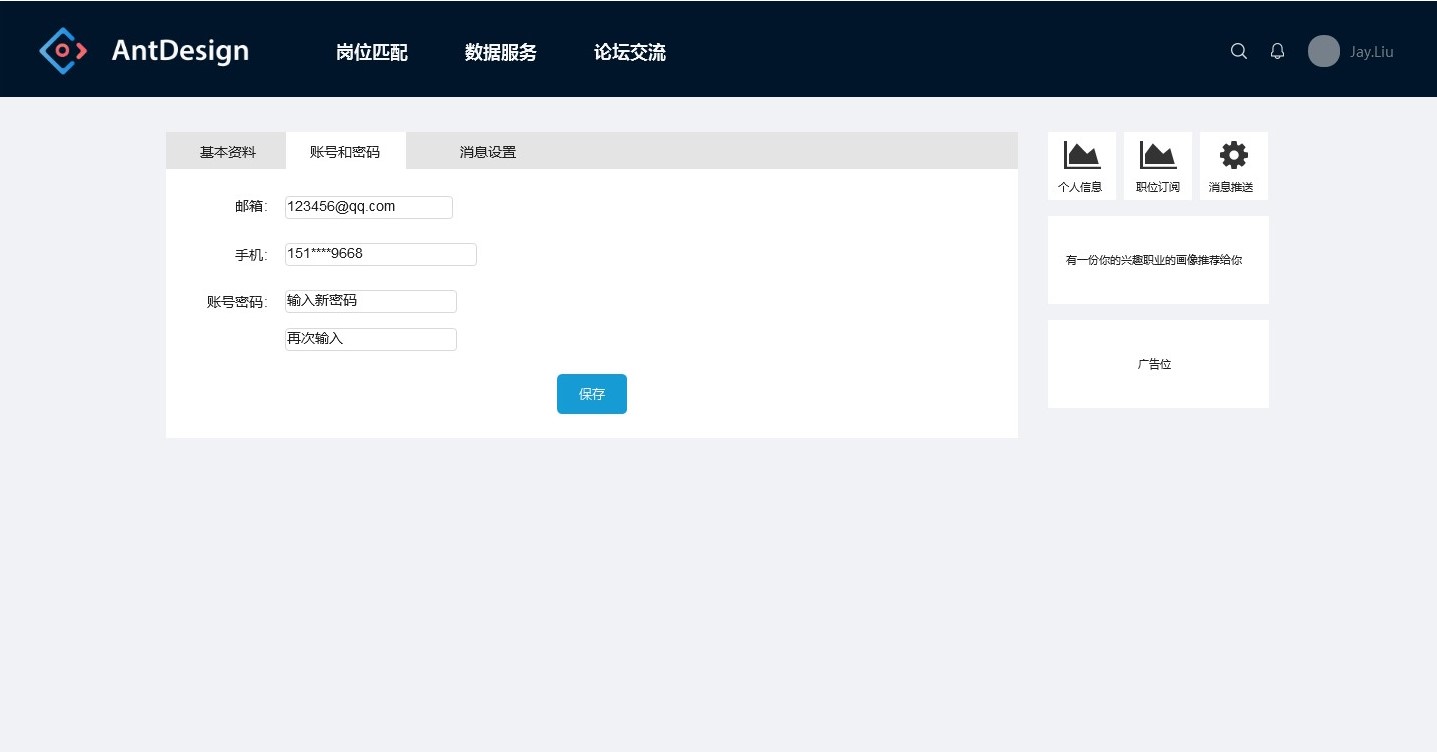 AntDesign 岗位匹配 数据服务 论坛交流 Jay.Liu
基本资料 账号和密码 消息设置
邮箱: 123456@qq.com
手机: 151****9668
账号密码: 输入新密码
再次输入
保存
个人信息 职位订阅 消息推送
有一份你的兴趣职业的画像推荐给你
广告位